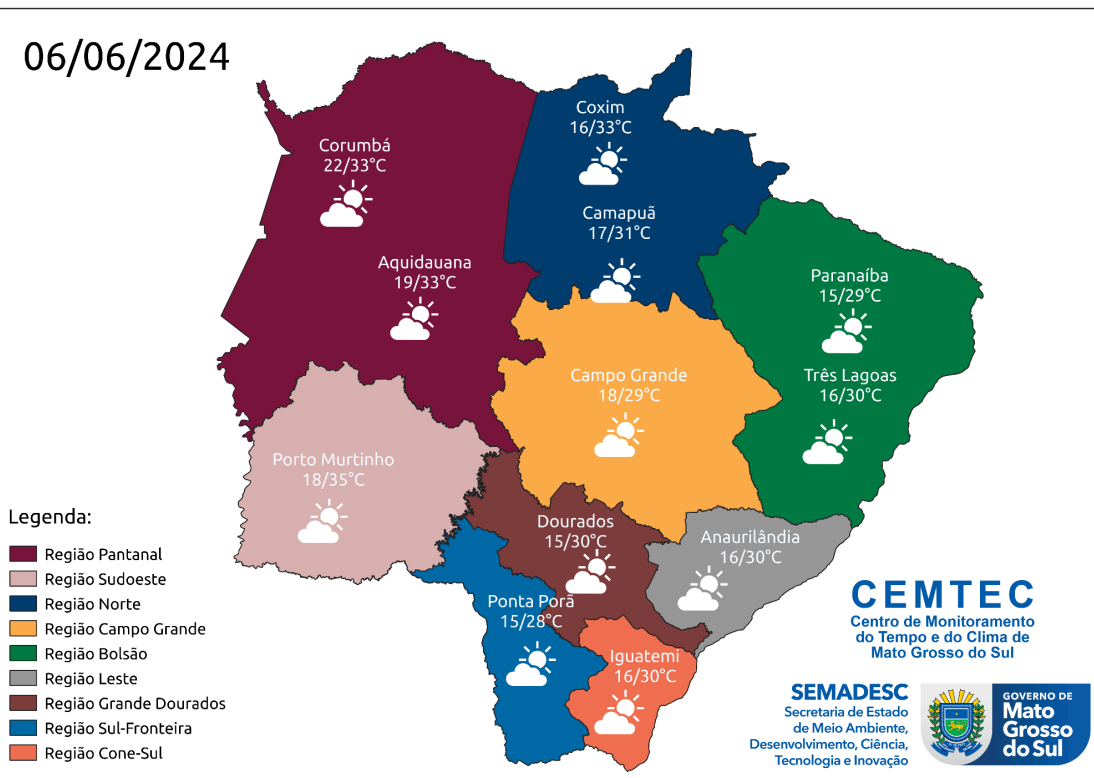 06/06/2024
Coxim
16/33°C
Corumbá
22/33°C
Camapuã
17/31°C
Aquidauana
19/33°C
Paranaíba
15/29°C
Campo Grande
18/29°C
Três Lagoas
16/30°C
Porto Murtinho
18/35°C
Dourados
15/30°C
Anaurilândia
16/30°C
Ponta Porã
15/28°C
Iguatemi
16/30°C
Legenda:
Região Pantanal
Região Sudoeste
Região Norte
Região Campo Grande
Região Bolsão
Região Leste
Região Grande Dourados
Região Sul-Fronteira
Região Cone-Sul
CEMTEC
Centro de Monitoramento
do Tempo e do Clima de
Mato Grosso do Sul
SEMADESC
Secretaria de Estado
de Meio Ambiente,
Desenvolvimento, Ciência,
Tecnologia e Inovação
GOVERNO DE
Mato
Grosso
do Sul